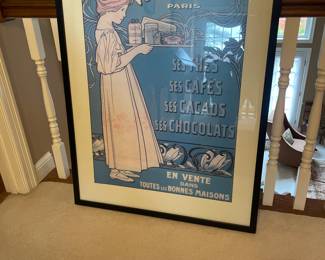 PARIS
SES THÉS
SES CAFÉS
SES CACAOS
SES CHOCOLATS
EN VENTE
DANS
TOUTES LES BONNES MAISONS